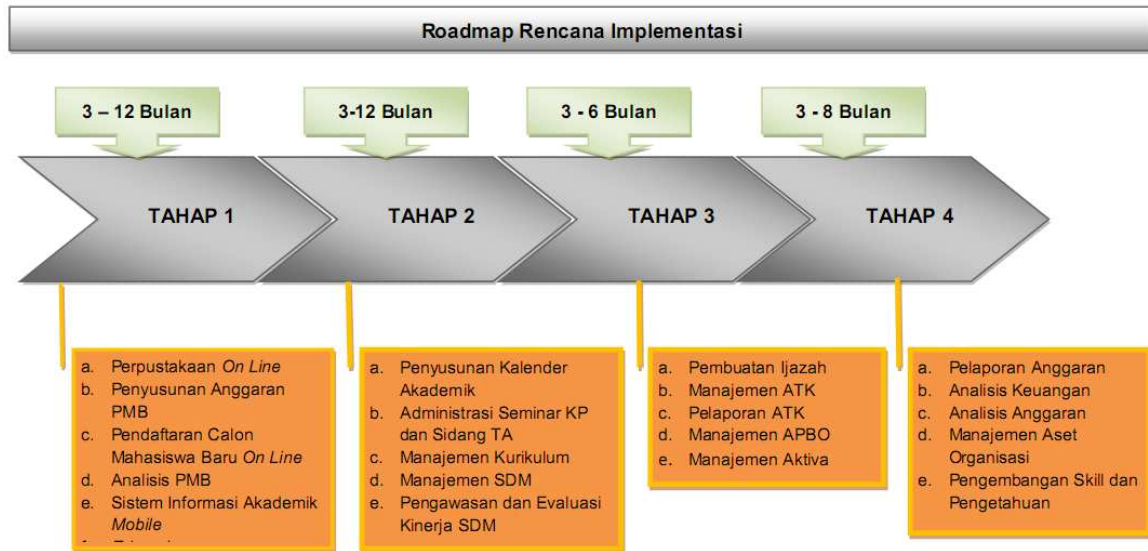 Roadmap Rencana Implementasi
3 – 12 Bulan
3-12 Bulan
3 - 6 Bulan
3 - 8 Bulan
TAHAP 1
TAHAP 2
TAHAP 3
TAHAP 4
a. Perpustakaan On Line
b. Penyusunan Anggaran
PMB
c. Pendaftaran Calon
Mahasiswa Baru On Line
d. Analisis PMB
e. Sistem Informasi Akademik
Mobile
a. Penyusunan Kalender
Akademik
b. Administrasi Seminar KP
dan Sidang TA
c. Manajemen Kurikulum
d. Manajemen SDM
e. Pengawasan dan Evaluasi
Kinerja SDM
a. Pembuatan Ijazah
b. Manajemen ATK
c. Pelaporan ATK
d. Manajemen APBO
e. Manajemen Aktiva
a. Pelaporan Anggaran
b. Analisis Keuangan
c. Analisis Anggaran
d. Manajemen Aset
Organisasi
e. Pengembangan Skill dan
Pengetahuan